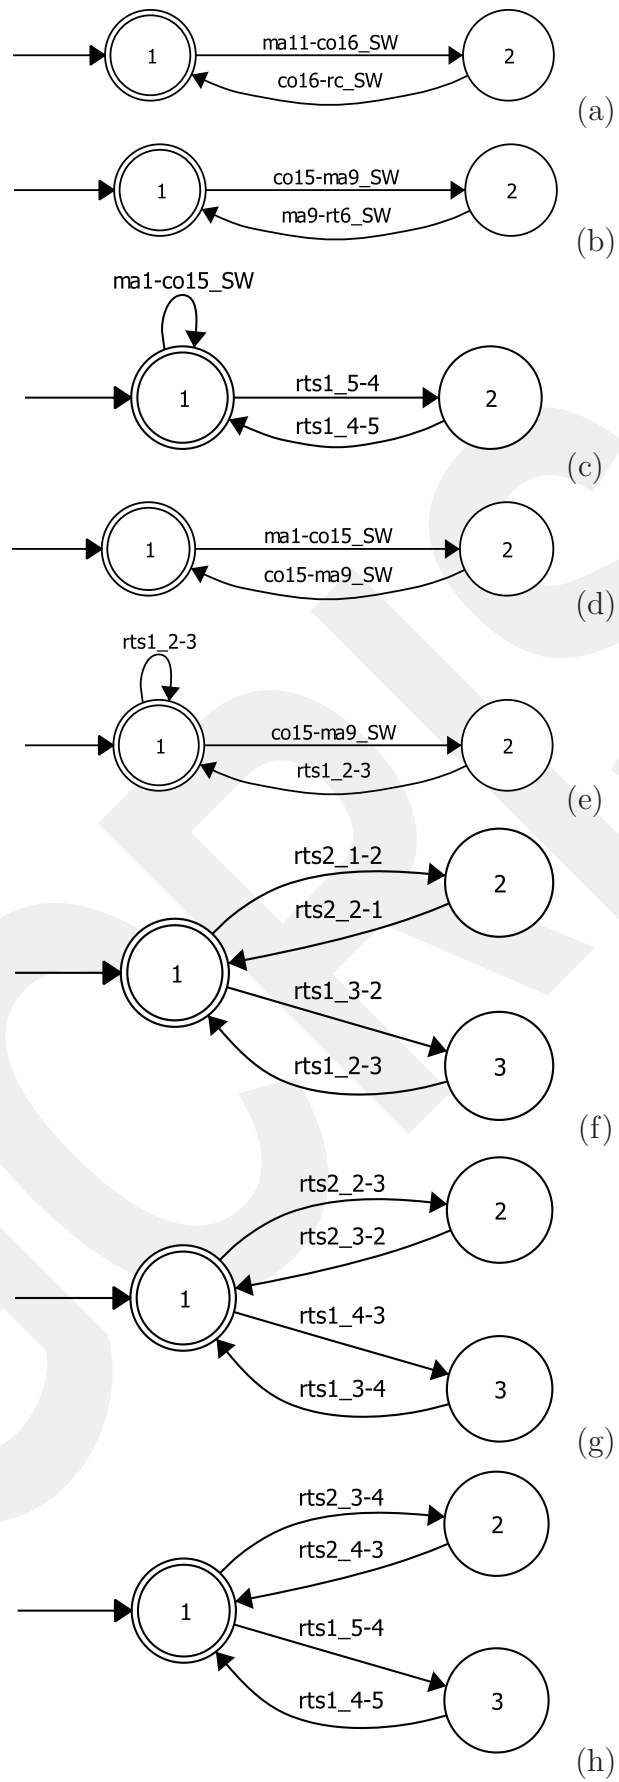 ma11-co16_SW
1
2
co16-rc_SW
(a)
co15-ma9_SW
1
2
ma9-rt6_SW
(b)
ma1-co15_SW
rts1_5-4
1
2
rts1_4-5
(c)
ma1-co15_SW
1
2
co15-ma9_SW
(d)
rts1_2-3
co15-ma9_SW
1
2
rts1_2-3
(e)
rts2_1-2
2
rts2_2-1
1
rts1_3-2
rts1_2-3
3
(f)
rts2_2-3
2
rts2_3-2
1
rts1_4-3
rts1_3-4
3
(g)
rts2_3-4
2
rts2_4-3
1
rts1_5-4
rts1_4-5
3
(h)